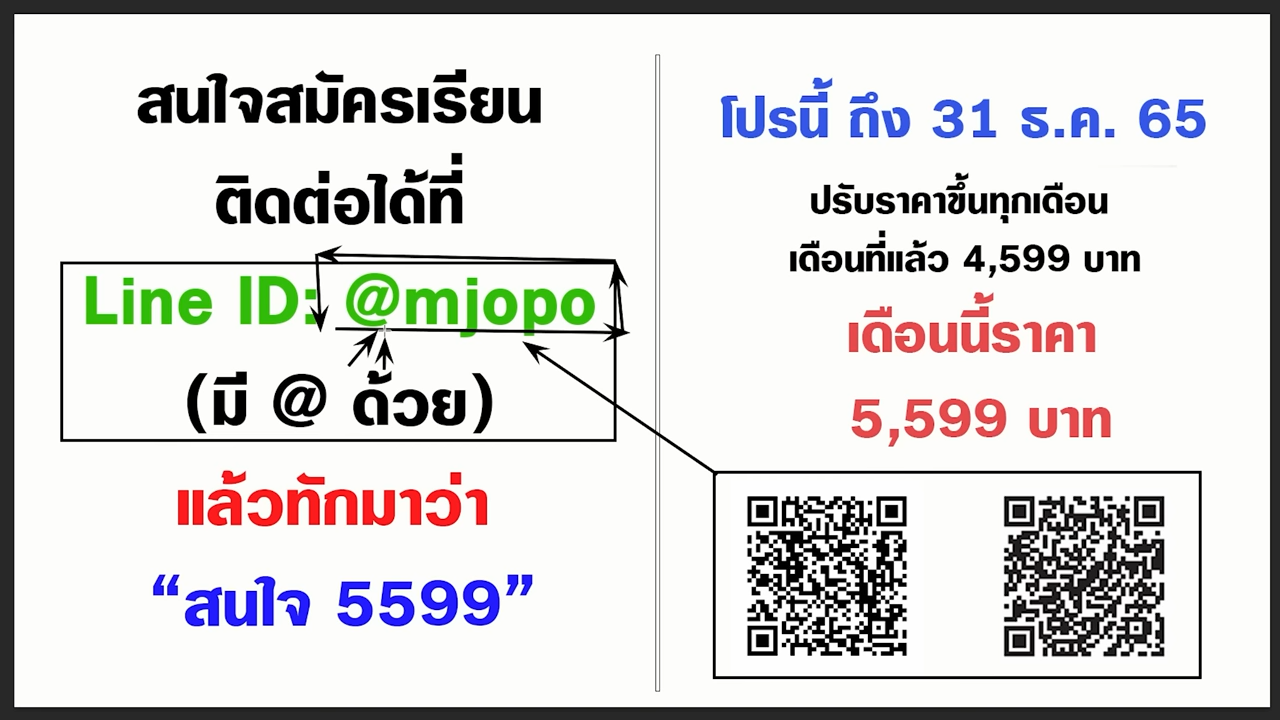 สนใจสมัครเรียน
ติดต่อได้ที่
Line ID: @mjopo
(มี @ ด้วย)
แล้วทักมาว่า
“สนใจ 5599”
โปรนี้ ถึง 31 ธ.ค. 65
ปรับราคาขึ้นทุกเดือน
เดือนที่แล้ว 4,599 บาท
เดือนนี้ราคา
5,599 บาท